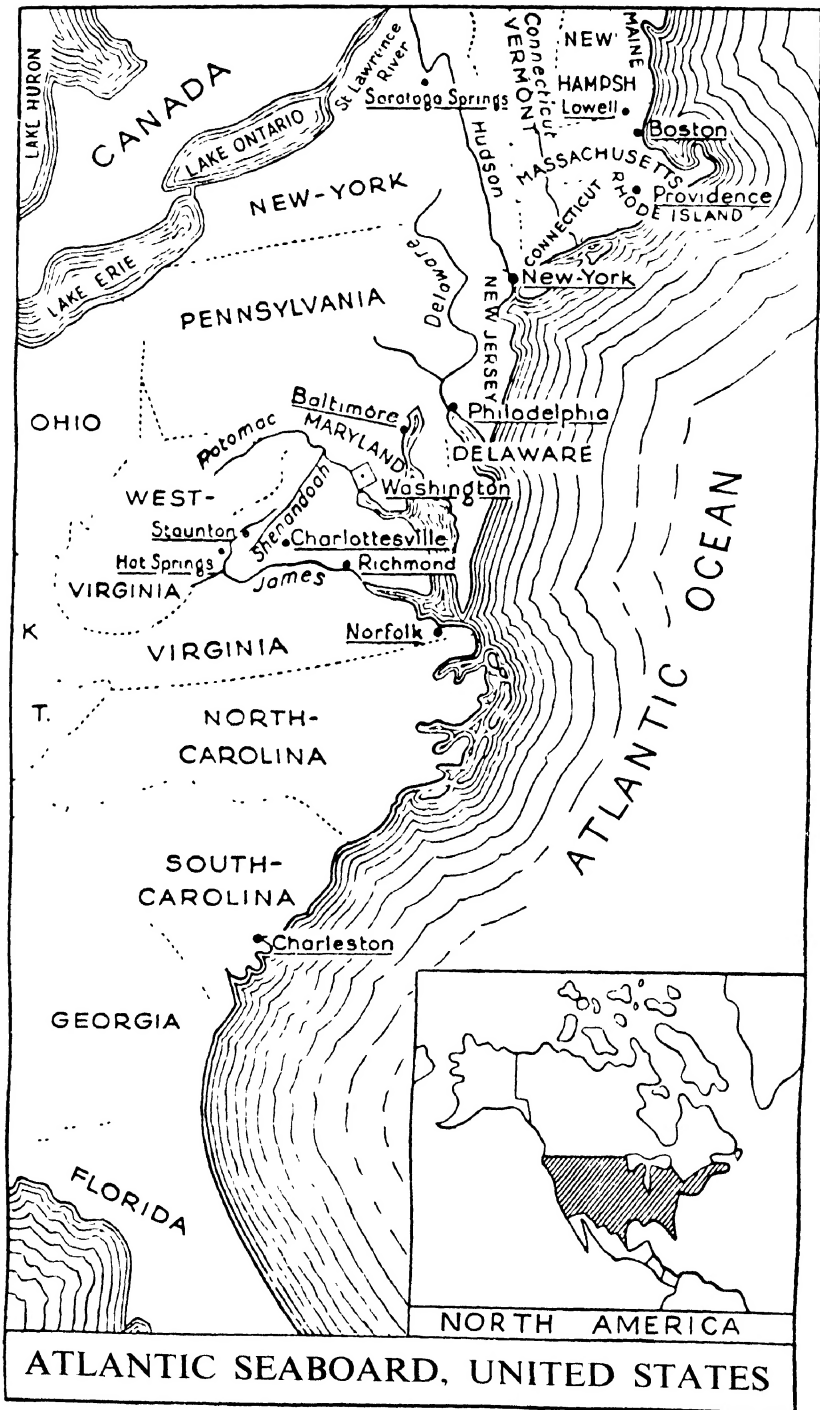 LAKE HURON
CANADA
St Lawrence
River
Saratoga Springs
Hudson
Connecticut
VERMONT
NEW
HAMPSH
MAINE
Lowell
Boston
LAKE ONTARIO
NEW-YORK
MASSACHUSETTS
Providence
RHODE ISLAND
CONNECTICUT
LAKE ERIE
Delaware
New-York
PENNSYLVANIA
NEW JERSEY
OHIO
Baltimore
Philadelphia
Potomac
MARYLAND
DELAWARE
Washington
WEST-
VIRGINIA
Shenandoah
Staunton
Charlottesville
Hot Springs
Richmond
James
K
VIRGINIA
Norfolk
T.
NORTH-
CAROLINA
ATLANTIC OCEAN
SOUTH-
CAROLINA
Charleston
GEORGIA
FLORIDA
NORTH AMERICA
ATLANTIC SEABOARD, UNITED STATES